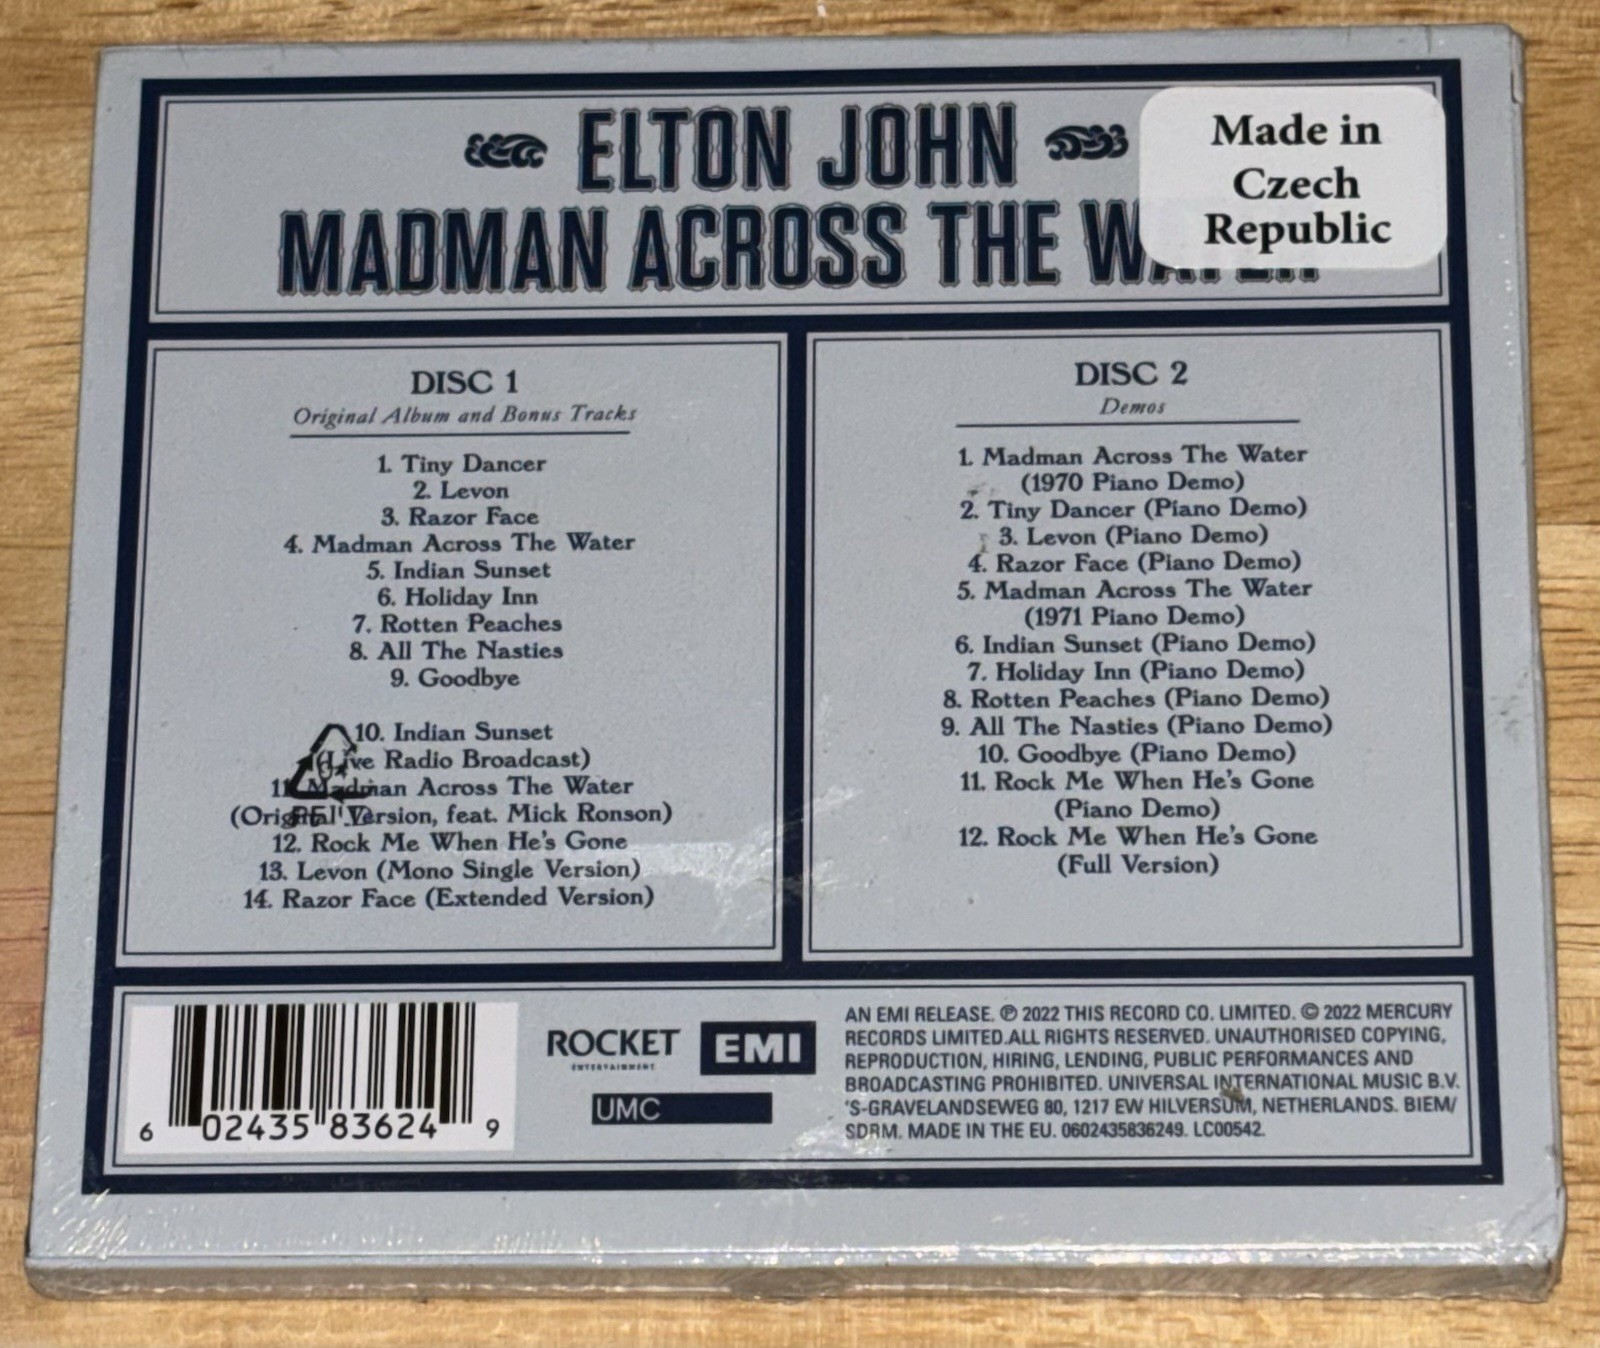 ELTON JOHN
MADMAN ACROSS THE WATER
Made in
Czech
Republic
DISC 1
Original Album and Bonus Tracks
1. Tiny Dancer
2. Levon
3. Razor Face
4. Madman Across The Water
5. Indian Sunset
6. Holiday Inn
7. Rotten Peaches
8. All The Nasties
9. Goodbye
10. Indian Sunset
(Live Radio Broadcast)
11. Madman Across The Water
(Original Version, feat. Mick Ronson)
12. Rock Me When He's Gone
13. Levon (Mono Single Version)
14. Razor Face (Extended Version)
DISC 2
Demos
1. Madman Across The Water
(1970 Piano Demo)
2. Tiny Dancer (Piano Demo)
3. Levon (Piano Demo)
4. Razor Face (Piano Demo)
5. Madman Across The Water
(1971 Piano Demo)
6. Indian Sunset (Piano Demo)
7. Holiday Inn (Piano Demo)
8. Rotten Peaches (Piano Demo)
9. All The Nasties (Piano Demo)
10. Goodbye (Piano Demo)
11. Rock Me When He's Gone
(Piano Demo)
12. Rock Me When He's Gone
(Full Version)
6 02435 83624 9
ROCKET
ENTERTAINMENT
EMI
UMC
AN EMI RELEASE. ℗ 2022 THIS RECORD CO. LIMITED. © 2022 MERCURY
RECORDS LIMITED.ALL RIGHTS RESERVED. UNAUTHORISED COPYING,
REPRODUCTION, HIRING, LENDING, PUBLIC PERFORMANCES AND
BROADCASTING PROHIBITED. UNIVERSAL INTERNATIONAL MUSIC B.V.
'S-GRAVELANDSEWEG 80, 1217 EW HILVERSUM, NETHERLANDS. BIEM/
SDRM. MADE IN THE EU. 0602435836249. LC00542.